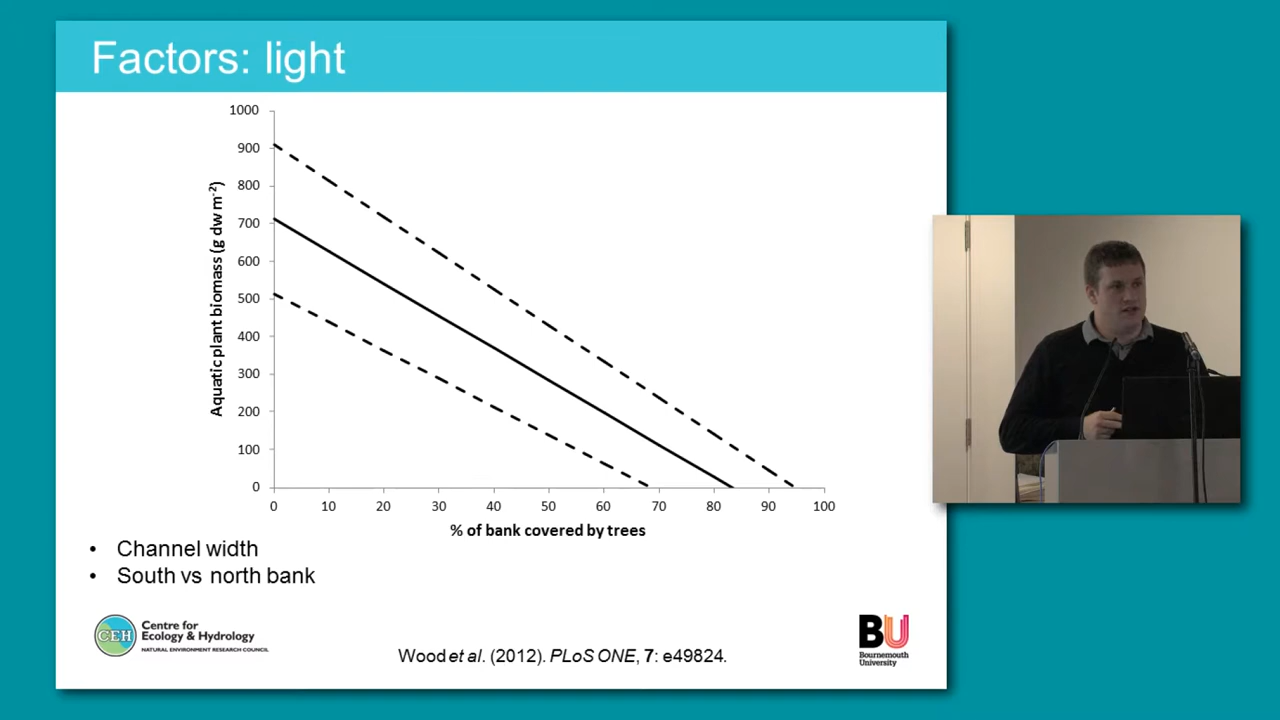 Factors: light
1000
900
800
700
600
500
400
300
200
100
0
Aquatic plant biomass (g dw m⁻²)
0 10 20 30 40 50 60 70 80 90 100
% of bank covered by trees
• Channel width
• South vs north bank
CEH
Centre for
Ecology & Hydrology
NATURAL ENVIRONMENT RESEARCH COUNCIL
Wood et al. (2012). PLoS ONE, 7: e49824.
BU
Bournemouth
University